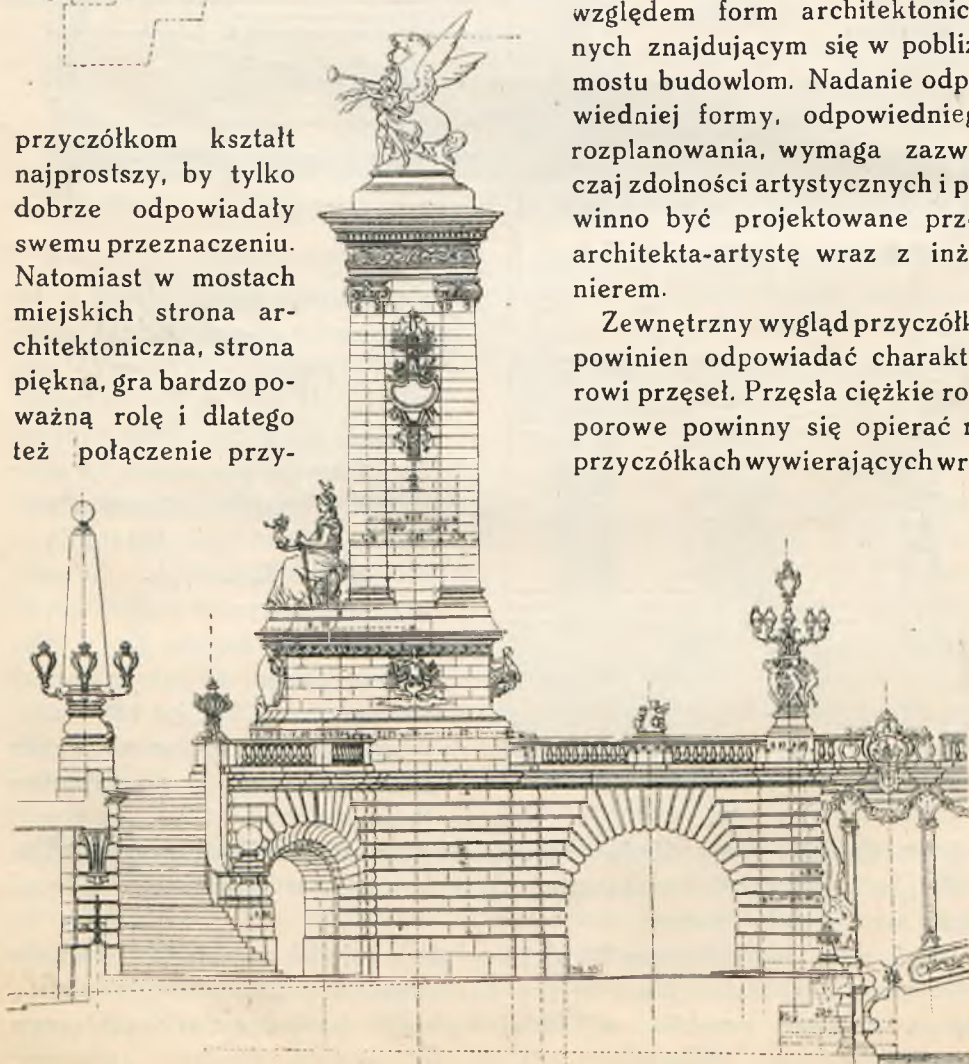 przyczółkom kształt
najprostszy, by tylko
dobrze odpowiadały
swemu przeznaczeniu.
Natomiast w mostach
miejskich strona ar-
chitektoniczna, strona
piękna, gra bardzo po-
ważną rolę i dlatego
też połączenie przy-
względem form architektonic
nych znajdującym się w pobliż
mostu budowlom. Nadanie odp
wiedniej formy, odpowiednieg
rozplanowania, wymaga zazw
czaj zdolności artystycznych i p
winno być projektowane prz
architekta-artystę wraz z inż
nierem.
Zewnętrzny wygląd przyczółk
powinien odpowiadać charakt
rowi przęseł. Przęsła ciężkie ro
porowe powinny się opierać
przyczółkach wywierających wr